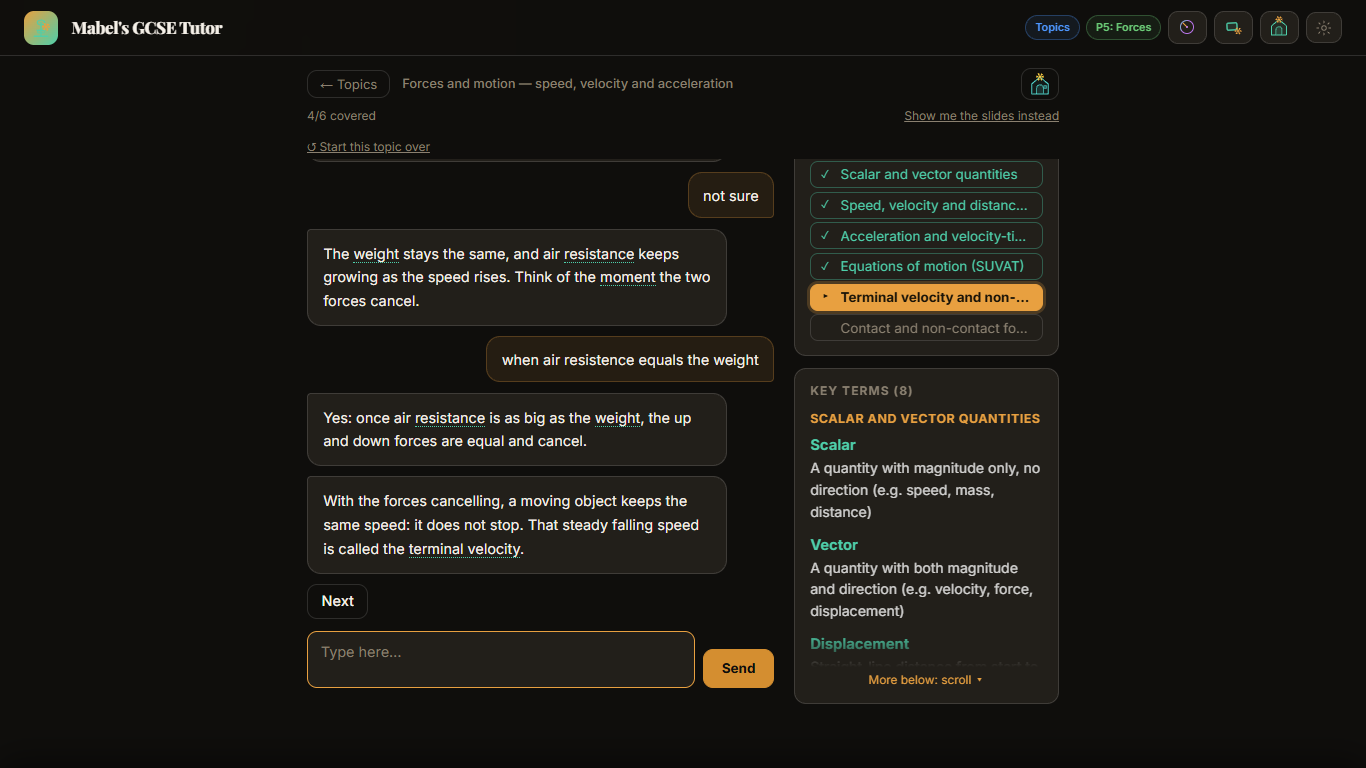 Mabel's GCSE Tutor
Topics
P5: Forces
← Topics
Forces and motion — speed, velocity and acceleration
4/6 covered
Show me the slides instead
↺ Start this topic over
not sure
The weight stays the same, and air resistance keeps
growing as the speed rises. Think of the moment the two
forces cancel.
when air resistence equals the weight
Yes: once air resistance is as big as the weight, the up
and down forces are equal and cancel.
With the forces cancelling, a moving object keeps the
same speed: it does not stop. That steady falling speed
is called the terminal velocity.
Next
Type here...
Send
✓ Scalar and vector quantities
✓ Speed, velocity and distanc...
✓ Acceleration and velocity-ti...
✓ Equations of motion (SUVAT)
‣ Terminal velocity and non-...
Contact and non-contact fo...
KEY TERMS (8)
SCALAR AND VECTOR QUANTITIES
Scalar
A quantity with magnitude only, no
direction (e.g. speed, mass,
distance)
Vector
A quantity with both magnitude
and direction (e.g. velocity, force,
displacement)
Displacement
More below: scroll ▾